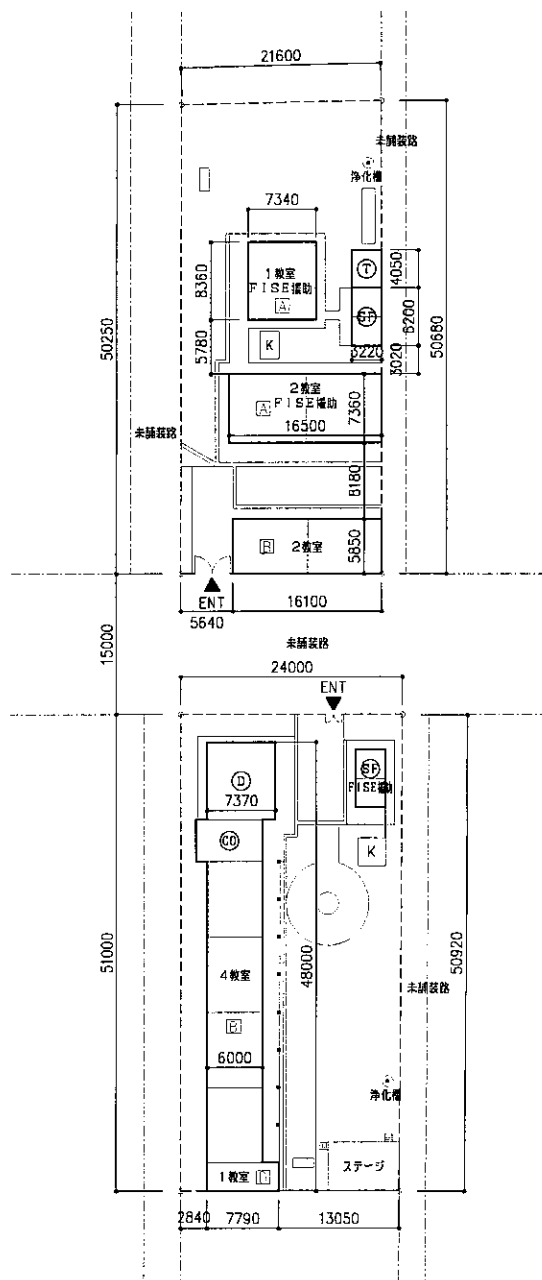 21600
未舗装路
浄化槽
7340
1教室
FISE援助
A
T
SF
K
8360
5780
4050
6200
3020
3220
50250
50680
2教室
A FISE援助
16500
7360
未舗装路
8180
B 2教室
5850
ENT
5640
16100
15000
未舗装路
24000
ENT
D
7370
SF
FISE援助
CO
K
51000
4教室
B
6000
48000
50920
未舗装路
浄化槽
1教室
ステージ
2840
7790
13050